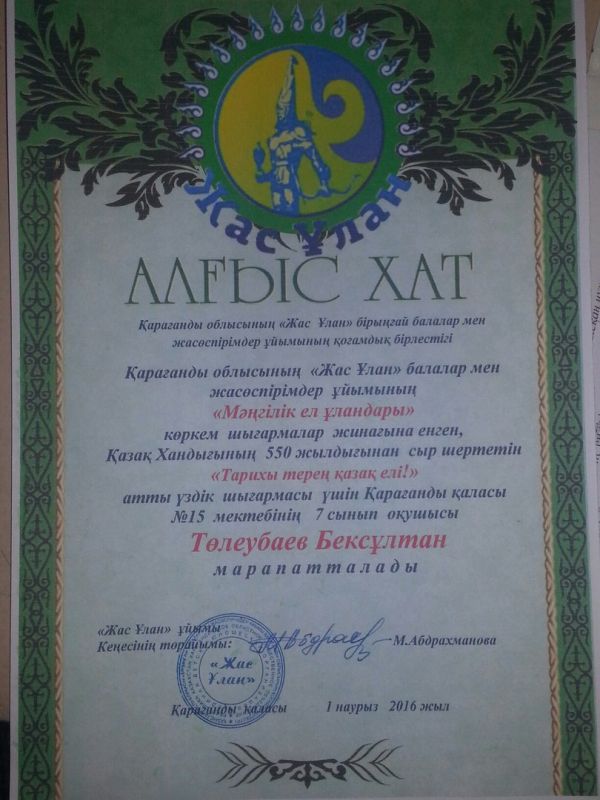 Жас Ұлан
АЛҒЫС ХАТ
Қарағанды облысының «Жас Ұлан» бірыңғай балалар мен
жасөспірімдер ұйымының қоғамдық бірлестігі
Қарағанды облысының «Жас Ұлан» балалар мен
жасөспірімдер ұйымының
«Мәңгілік ел ұландары»
көркем шығармалар жинағына енген,
Қазақ Хандығының 550 жылдығынан сыр шертетін
«Тарихы терең қазақ елі!»
атты үздік шығармасы үшін Қарағанды қаласы
№15 мектебінің 7 сынып оқушысы
Төлеубаев Бексұлтан
марапатталады
«Жас Ұлан» ұйымы
Кеңесінің торайымы:
М.Абдрахманова
«Жас
Ұлан»
Қарағанды қаласы 1 наурыз 2016 жыл